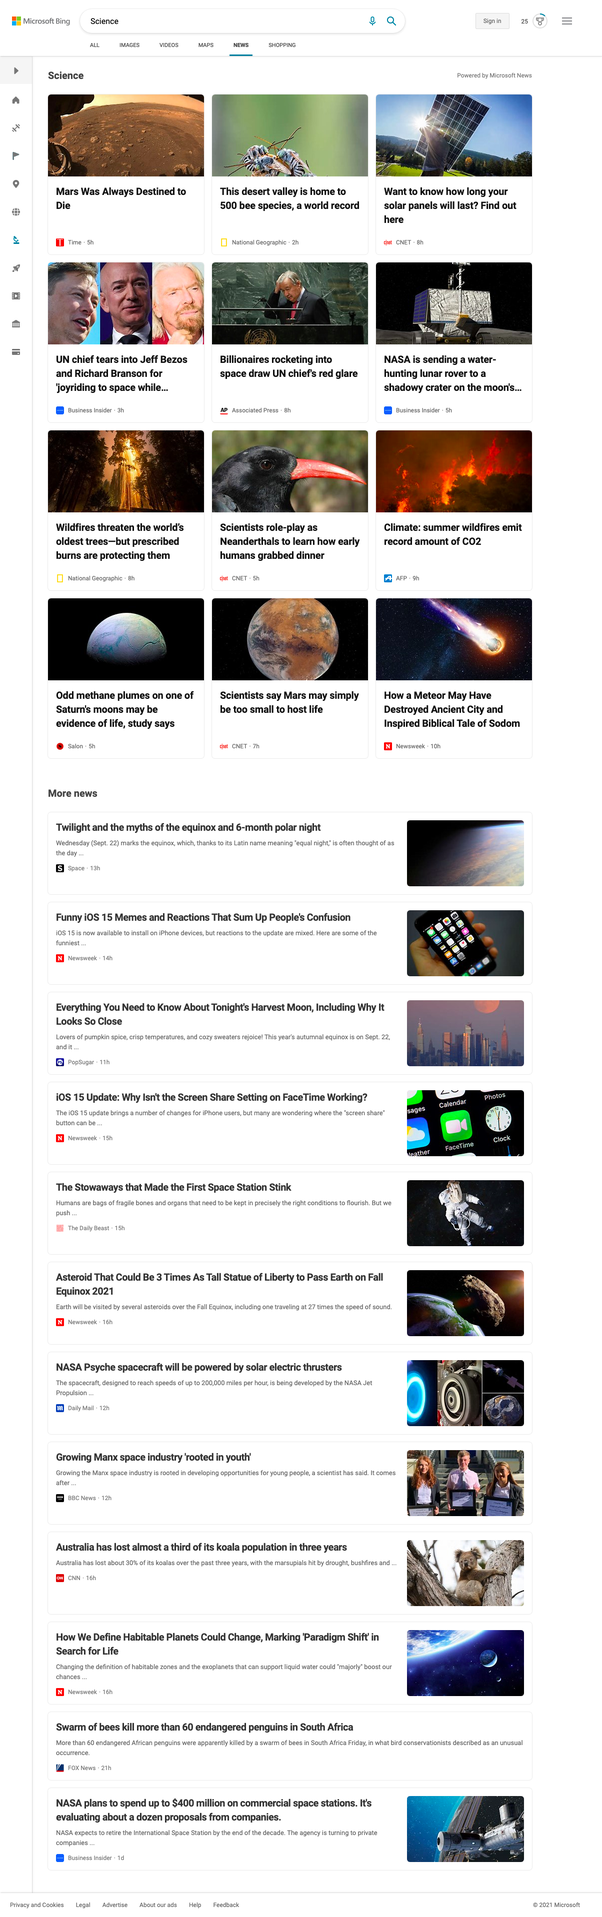 Microsoft Bing
Science
Sign in
25
ALL
IMAGES
VIDEOS
MAPS
NEWS
SHOPPING
Science
Powered by Microsoft News
Mars Was Always Destined to
Die
Time · 5h
This desert valley is home to
500 bee species, a world record
National Geographic · 2h
Want to know how long your
solar panels will last? Find out
here
CNET · 8h
UN chief tears into Jeff Bezos
and Richard Branson for
'joyriding to space while...
Business Insider · 3h
Billionaires rocketing into
space draw UN chief's red glare
AP
Associated Press · 8h
NASA is sending a water-
hunting lunar rover to a
shadowy crater on the moon's...
Business Insider · 5h
Wildfires threaten the world's
oldest trees—but prescribed
burns are protecting them
National Geographic · 8h
Scientists role-play as
Neanderthals to learn how early
humans grabbed dinner
CNET · 5h
Climate: summer wildfires emit
record amount of CO2
AFP · 9h
Odd methane plumes on one of
Saturn's moons may be
evidence of life, study says
Salon · 5h
Scientists say Mars may simply
be too small to host life
CNET · 7h
How a Meteor May Have
Destroyed Ancient City and
Inspired Biblical Tale of Sodom
Newsweek · 10h
More news
Twilight and the myths of the equinox and 6-month polar night
Wednesday (Sept. 22) marks the equinox, which, thanks to its Latin name meaning "equal night," is often thought of as
the day ...
Space · 13h
Funny iOS 15 Memes and Reactions That Sum Up People's Confusion
iOS 15 is now available to install on iPhone devices, but reactions to the update are mixed. Here are some of the
funniest ...
Newsweek · 14h
Everything You Need to Know About Tonight's Harvest Moon, Including Why It
Looks So Close
Lovers of pumpkin spice, crisp temperatures, and cozy sweaters rejoice! This year's autumnal equinox is on Sept. 22,
and it ...
PopSugar · 11h
iOS 15 Update: Why Isn't the Screen Share Setting on FaceTime Working?
The iOS 15 update brings a number of changes for iPhone users, but many are wondering where the "screen share"
button can be ...
Newsweek · 15h
Calendar
Photos
FaceTime
Clock
The Stowaways that Made the First Space Station Stink
Humans are bags of fragile bones and organs that need to be kept in precisely the right conditions to flourish. But we
push ...
The Daily Beast · 15h
Asteroid That Could Be 3 Times As Tall Statue of Liberty to Pass Earth on Fall
Equinox 2021
Earth will be visited by several asteroids over the Fall Equinox, including one traveling at 27 times the speed of sound.
Newsweek · 16h
NASA Psyche spacecraft will be powered by solar electric thrusters
The spacecraft, designed to reach speeds of up to 200,000 miles per hour, is being developed by the NASA Jet
Propulsion ...
Daily Mail · 12h
Growing Manx space industry 'rooted in youth'
Growing the Manx space industry is rooted in developing opportunities for young people, a scientist has said. It comes
after ...
BBC News · 12h
Australia has lost almost a third of its koala population in three years
Australia has lost about 30% of its koalas over the past three years, with the marsupials hit by drought, bushfires and ...
CNN · 16h
How We Define Habitable Planets Could Change, Marking 'Paradigm Shift' in
Search for Life
Changing the definition of habitable zones and the exoplanets that can support liquid water could "majorly" boost our
chances ...
Newsweek · 16h
Swarm of bees kill more than 60 endangered penguins in South Africa
More than 60 endangered African penguins were apparently killed by a swarm of bees in South Africa Friday, in what bird conservationists described as an unusual
occurrence.
FOX News · 21h
NASA plans to spend up to $400 million on commercial space stations. It's
evaluating about a dozen proposals from companies.
NASA expects to retire the International Space Station by the end of the decade. The agency is turning to private
companies ...
Business Insider · 1d
Privacy and Cookies
Legal
Advertise
About our ads
Help
Feedback
© 2021 Microsoft